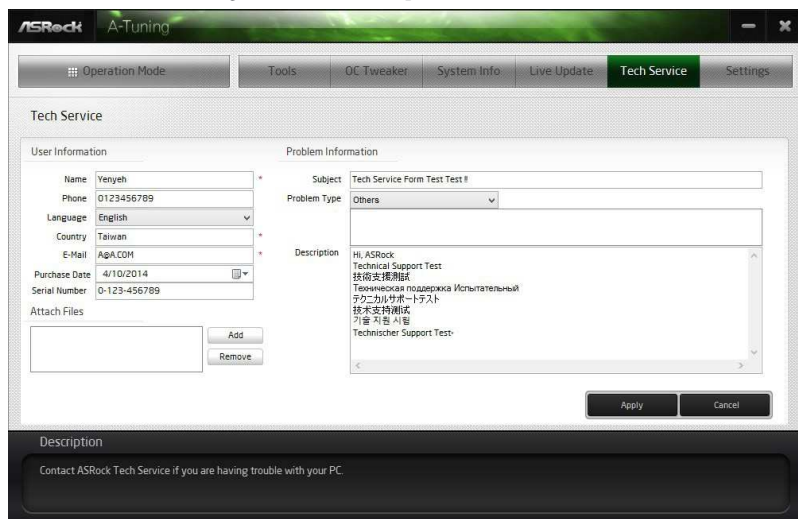 ASRock A-Tuning
Operation Mode Tools OC Tweaker System Info Live Update Tech Service Settings
Tech Service
User Information
Name Yenyeh *
Phone 0123456789
Language English
Country Taiwan *
E-Mail A@A.COM *
Purchase Date 4/10/2014
Serial Number 0-123-456789
Attach Files
Add
Remove
Problem Information
Subject Tech Service Form Test Test !!
Problem Type Others
Description
Hi, ASRock
Technical Support Test
技術支援測試
Техническая поддержка Испытательный
テクニカルサポートテスト
技术支持测试
기술 지원 시험
Technischer Support Test·
Apply Cancel
Description
Contact ASRock Tech Service if you are having trouble with your PC.